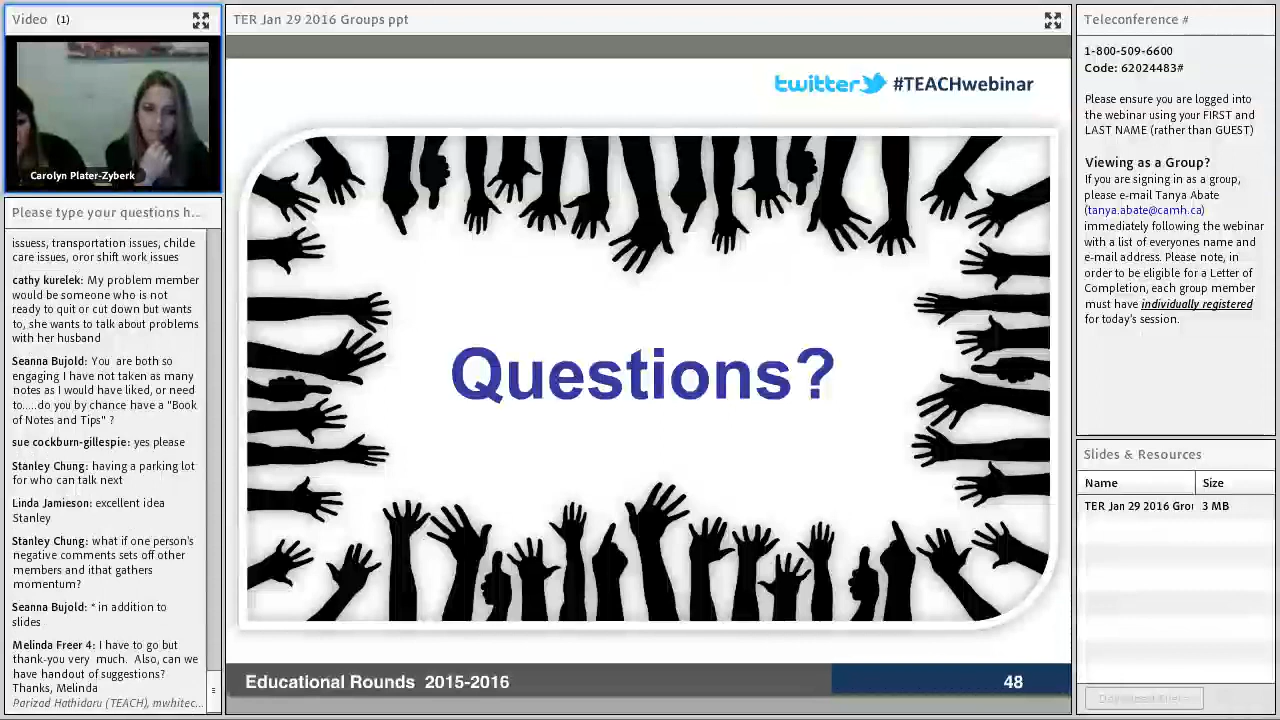 Video (1)
Carolyn Plater-Zyberk
Please type your questions h...
issuess, transportation issues, childe
care issues, oror shift work issues
cathy kurelek: My problem member
would be someone who is not
ready to quit or cut down but wants
to, she wants to talk about problems
with her husband
Seanna Bujold: You are both so
engaging I have not taken as many
notes as I would have liked, or need
to.....do you by chance have a "Book
of Notes and Tips" ?
sue cockburn-gillespie: yes please
Stanley Chung: having a parking lot
for who can talk next
Linda Jamieson: excellent idea
Stanley
Stanley Chung: what if one person's
negative comments sets off other
members and ithat gathers
momentum?
Seanna Bujold: * in addition to
slides
Melinda Freer 4: I have to go but
thank-you very much. Also, can we
have handout of suggestions?
Thanks, Melinda
Parizad Hathidaru (TEACH), mwhitec...
TER Jan 29 2016 Groups ppt
twitter #TEACHwebinar
Questions?
Educational Rounds 2015-2016
48
Teleconference #
1-800-509-6600
Code: 62024483#
Please ensure you are logged into
the webinar using your FIRST and
LAST NAME (rather than GUEST)
Viewing as a Group?
If you are signing in as a group,
please e-mail Tanya Abate
(tanya.abate@camh.ca)
immediately following the webinar
with a list of everyones name and
e-mail address. Please note, in
order to be eligible for a Letter of
Completion, each group member
must have individually registered
for today's session.
Slides & Resources
Name Size
TER Jan 29 2016 Gro 3 MB